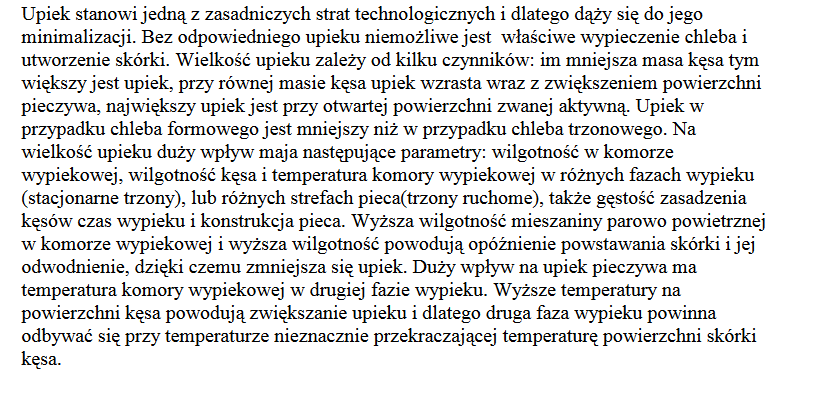 Upiek stanowi jedną z zasadniczych strat technologicznych i dlatego dąży się do jego
minimalizacji. Bez odpowiedniego upieku niemożliwe jest  właściwe wypieczenie chleba i
utworzenie skórki. Wielkość upieku zależy od kilku czynników: im mniejsza masa kęsa tym
większy jest upiek, przy równej masie kęsa upiek wzrasta wraz z zwiększeniem powierzchni
pieczywa, największy upiek jest przy otwartej powierzchni zwanej aktywną. Upiek w
przypadku chleba formowego jest mniejszy niż w przypadku chleba trzonowego. Na
wielkość upieku duży wpływ maja następujące parametry: wilgotność w komorze
wypiekowej, wilgotność kęsa i temperatura komory wypiekowej w różnych fazach wypieku
(stacjonarne trzony), lub różnych strefach pieca(trzony ruchome), także gęstość zasadzenia
kęsów czas wypieku i konstrukcja pieca. Wyższa wilgotność mieszaniny parowo powietrznej
w komorze wypiekowej i wyższa wilgotność powodują opóźnienie powstawania skórki i jej
odwodnienie, dzięki czemu zmniejsza się upiek. Duży wpływ na upiek pieczywa ma
temperatura komory wypiekowej w drugiej fazie wypieku. Wyższe temperatury na
powierzchni kęsa powodują zwiększanie upieku i dlatego druga faza wypieku powinna
odbywać się przy temperaturze nieznacznie przekraczającej temperaturę powierzchni skórki
kęsa.